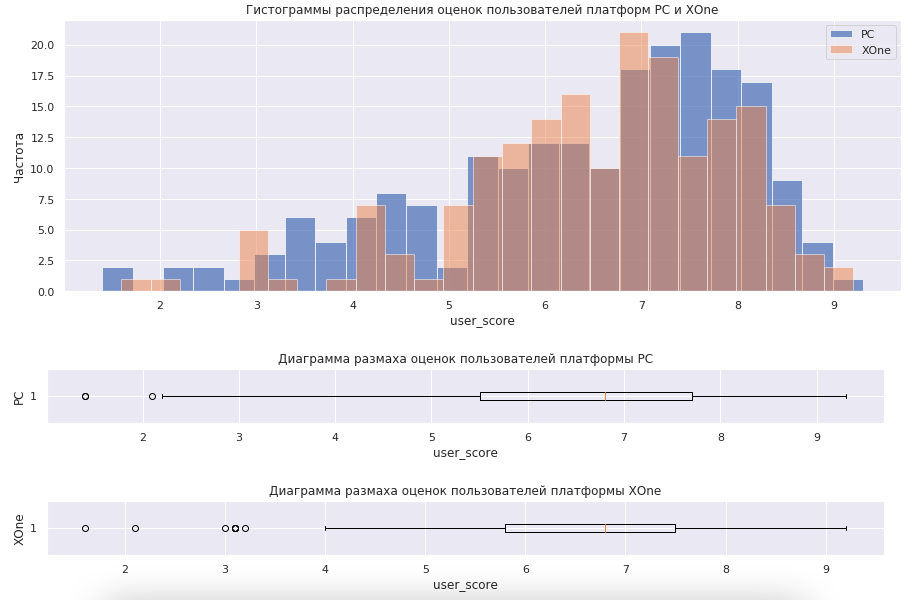 Гистограммы распределения оценок пользователей платформ PC и XOne
PC
XOne
Частота
20.0
17.5
15.0
12.5
10.0
7.5
5.0
2.5
0.0
2 3 4 5 6 7 8 9
user_score
Диаграмма размаха оценок пользователей платформы PC
PC
1
2 3 4 5 6 7 8 9
user_score
Диаграмма размаха оценок пользователей платформы XOne
XOne
1
2 3 4 5 6 7 8 9
user_score